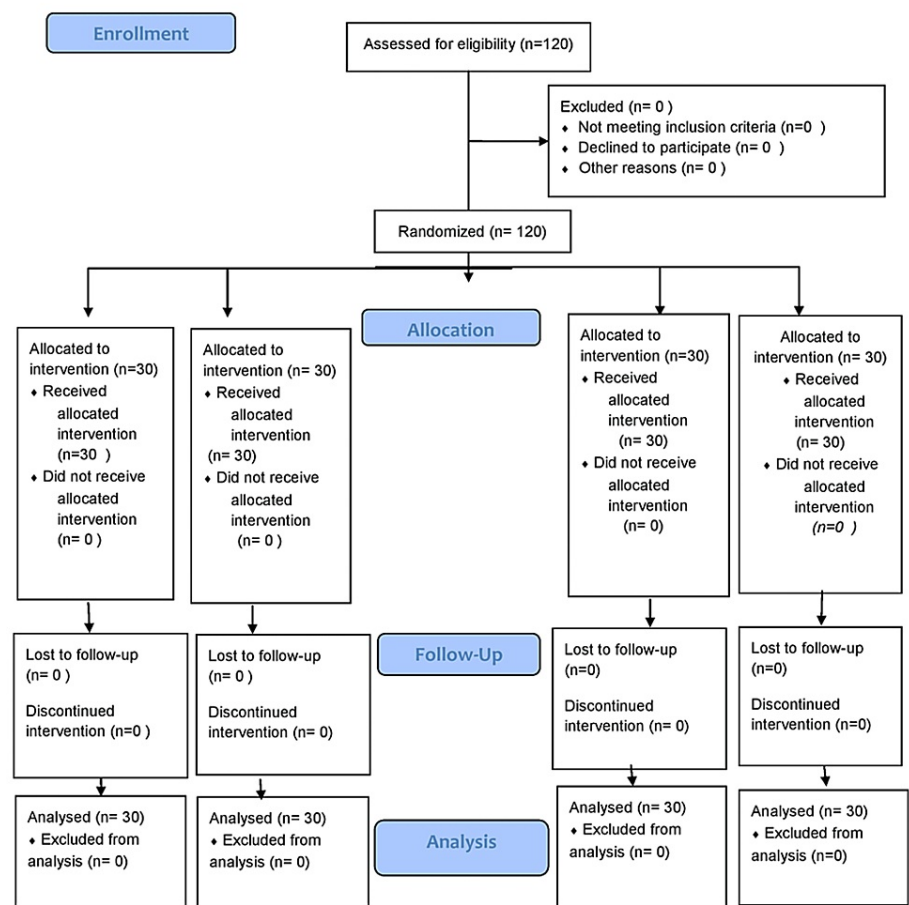 Enrollment
Assessed for eligibility (n=120)
Excluded (n= 0 )
♦ Not meeting inclusion criteria (n=0 )
♦ Declined to participate (n= 0 )
♦ Other reasons (n= 0 )
Randomized (n= 120)
Allocation
Allocated to
intervention (n=30)
♦ Received
allocated
intervention
(n=30 )
♦ Did not receive
allocated
intervention
(n= 0 )
Allocated to
intervention (n= 30)
♦ Received
allocated
intervention
(n= 30)
♦ Did not receive
allocated
intervention
(n= 0 )
Allocated to
intervention (n=30)
♦ Received
allocated
intervention
(n= 30)
♦ Did not receive
allocated
intervention
(n= 0)
Allocated to
intervention (n= 30)
♦ Received
allocated
intervention
(n= 30)
♦ Did not receive
allocated
intervention
(n=0 )
Follow-Up
Lost to follow-up
(n= 0 )
Discontinued
intervention (n=0 )
Lost to follow-up
(n= 0 )
Discontinued
intervention (n= 0)
Lost to follow-up
(n=0)
Discontinued
intervention (n= 0)
Lost to follow-up
(n=0)
Discontinued
intervention (n=0)
Analysis
Analysed (n= 30)
♦ Excluded from
analysis (n= 0)
Analysed (n= 30)
♦ Excluded from
analysis (n= 0)
Analysed (n= 30)
♦ Excluded from
analysis (n= 0)
Analysed (n= 30)
♦ Excluded from
analysis (n=0)